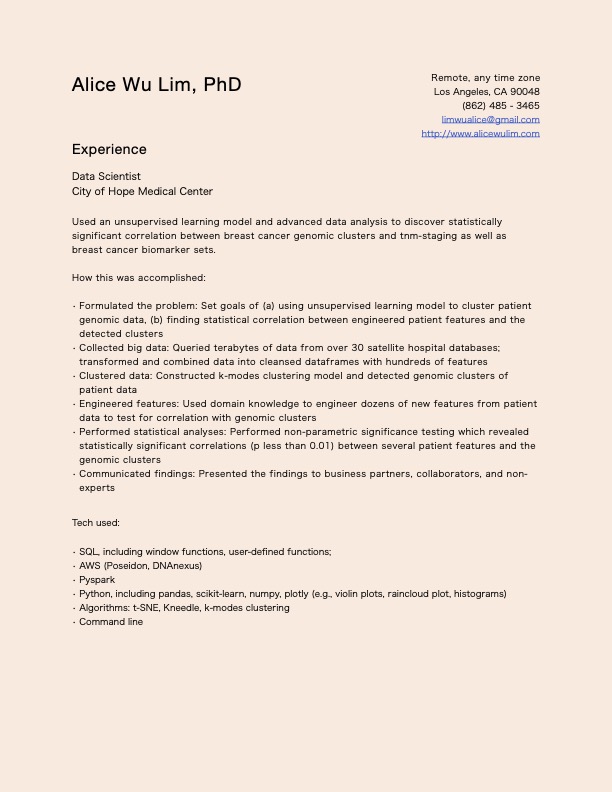 Alice Wu Lim, PhD
Remote, any time zone
Los Angeles, CA 90048
(862) 485 - 3465
limwualice@gmail.com
http://www.alicewulim.com
Experience
Data Scientist
City of Hope Medical Center
Used an unsupervised learning model and advanced data analysis to discover statistically
significant correlation between breast cancer genomic clusters and tnm-staging as well as
breast cancer biomarker sets.
How this was accomplished:
· Formulated the problem: Set goals of (a) using unsupervised learning model to cluster patient
genomic data, (b) finding statistical correlation between engineered patient features and the
detected clusters
· Collected big data: Queried terabytes of data from over 30 satellite hospital databases;
transformed and combined data into cleansed dataframes with hundreds of features
· Clustered data: Constructed k-modes clustering model and detected genomic clusters of
patient data
· Engineered features: Used domain knowledge to engineer dozens of new features from patient
data to test for correlation with genomic clusters
· Performed statistical analyses: Performed non-parametric significance testing which revealed
statistically significant correlations (p less than 0.01) between several patient features and the
genomic clusters
· Communicated findings: Presented the findings to business partners, collaborators, and non-
experts
Tech used:
· SQL, including window functions, user-defined functions;
· AWS (Poseidon, DNAnexus)
· Pyspark
· Python, including pandas, scikit-learn, numpy, plotly (e.g., violin plots, raincloud plot, histograms)
· Algorithms: t-SNE, Kneedle, k-modes clustering
· Command line